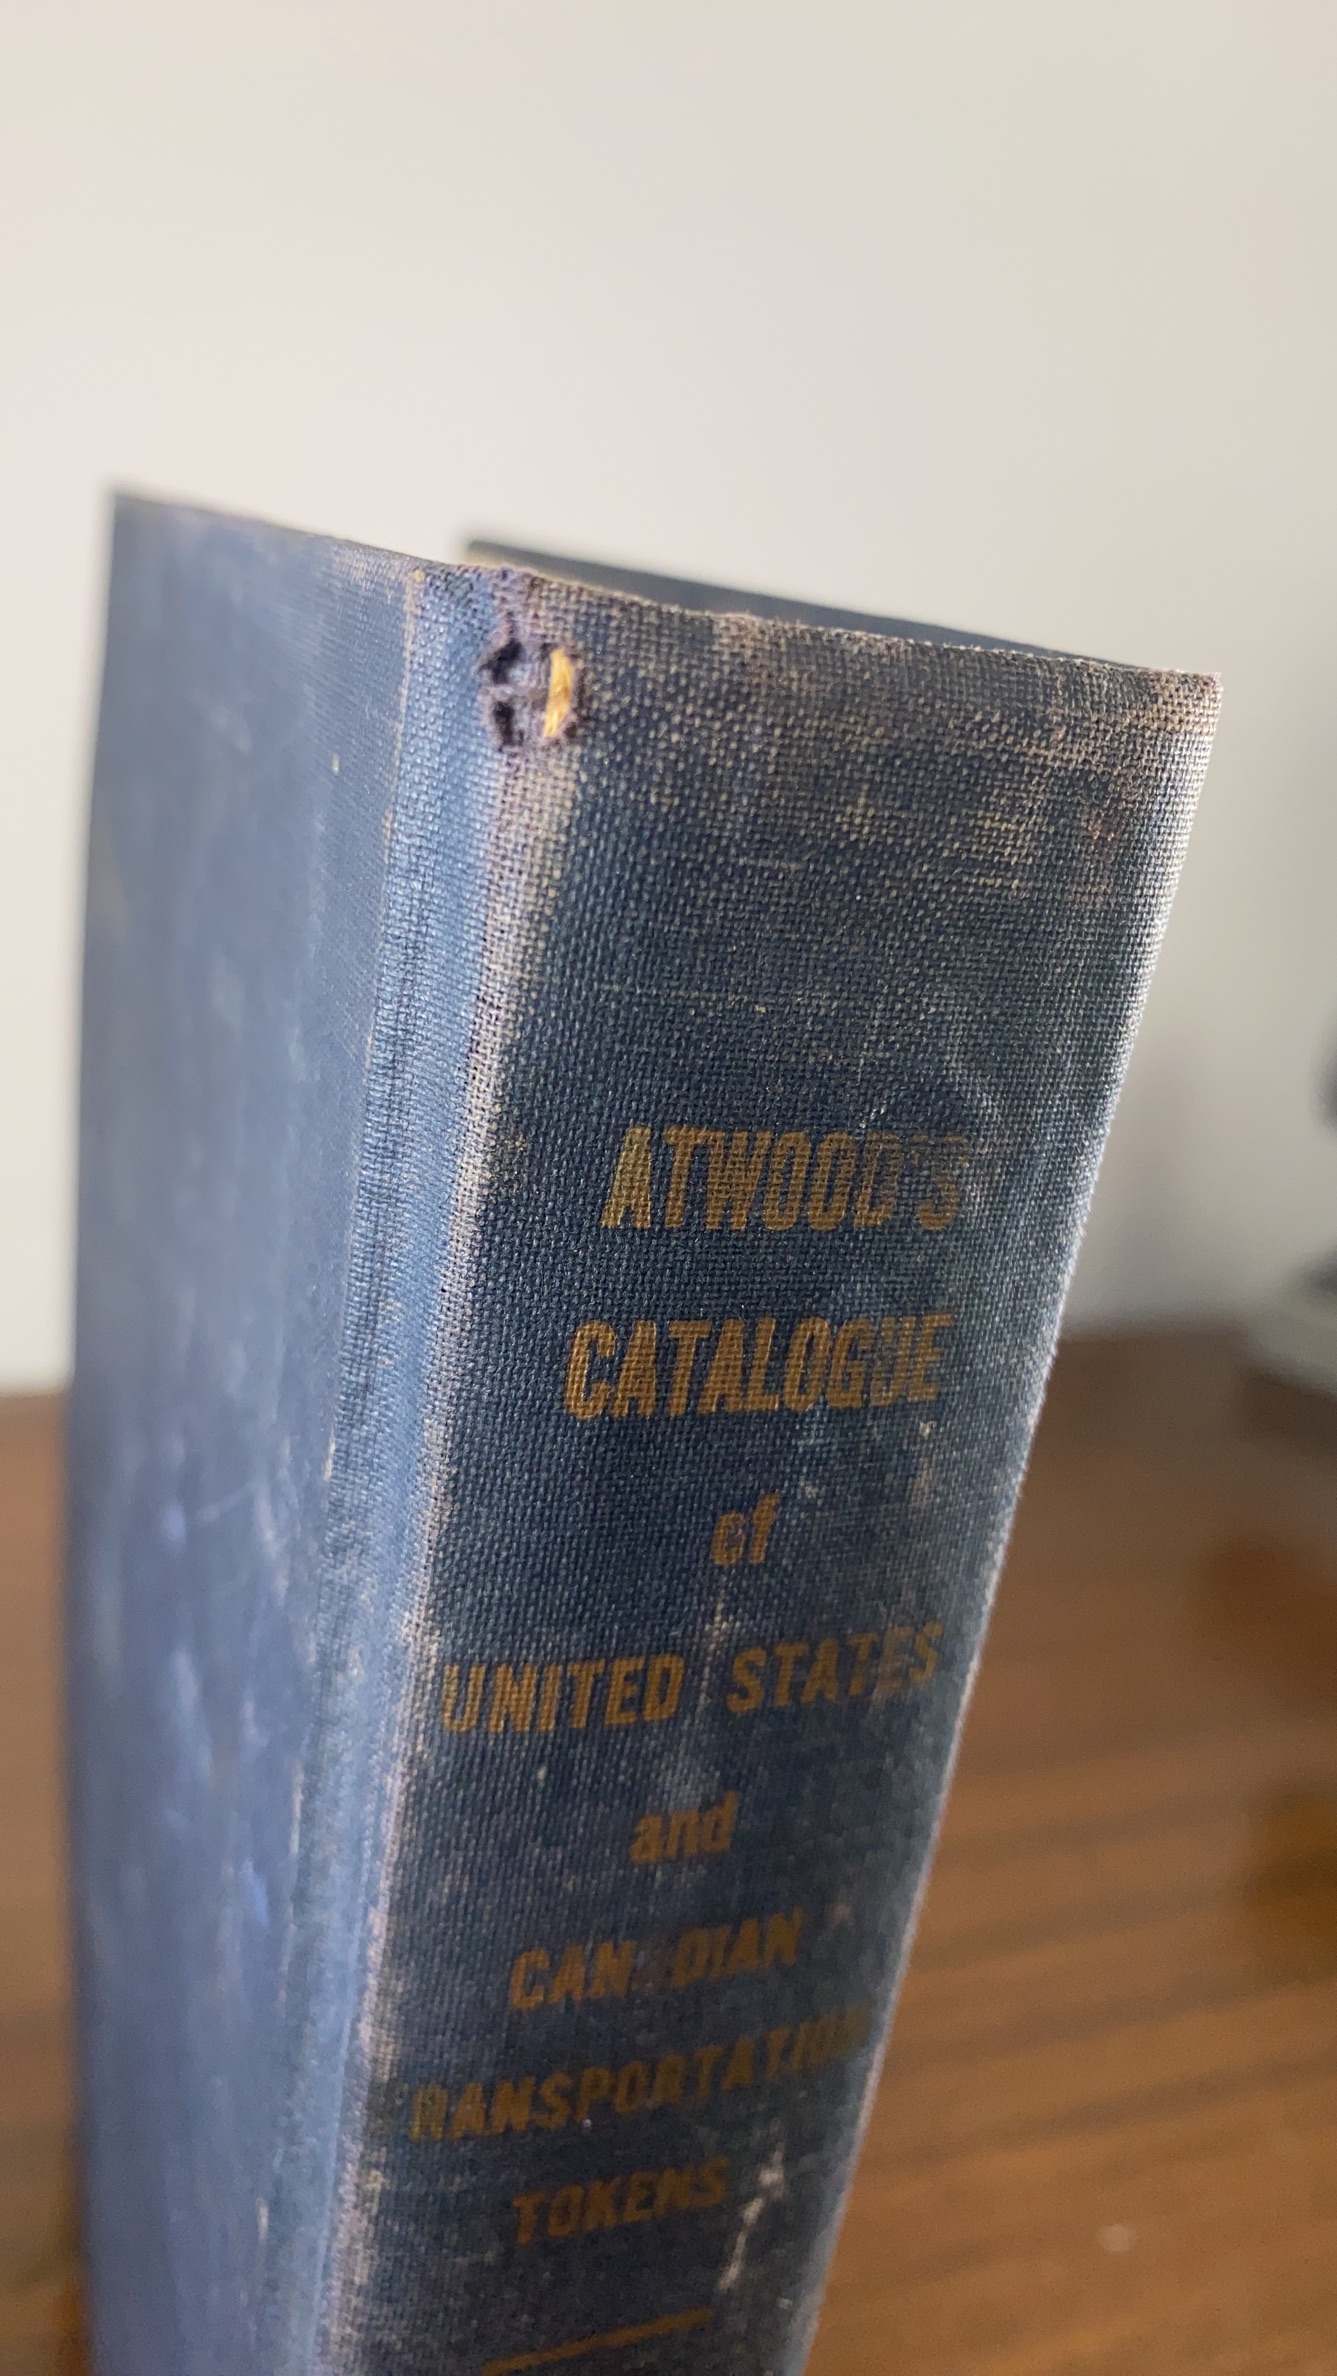 ATWOOD'S
CATALOGUE
of
UNITED STATES
and
CANADIAN
TRANSPORTATION
TOKENS